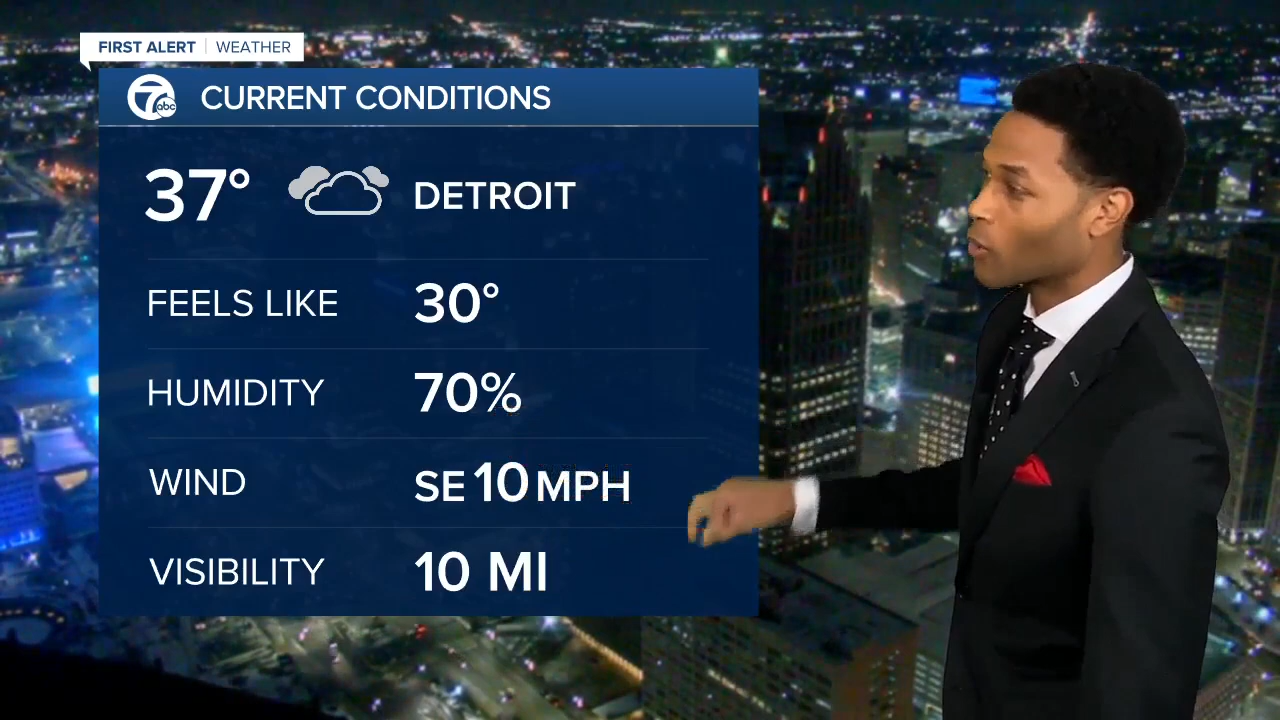 FIRST ALERT | WEATHER
7 abc CURRENT CONDITIONS
37° DETROIT
FEELS LIKE 30°
HUMIDITY 70%
WIND SE 10 MPH
VISIBILITY 10 MI